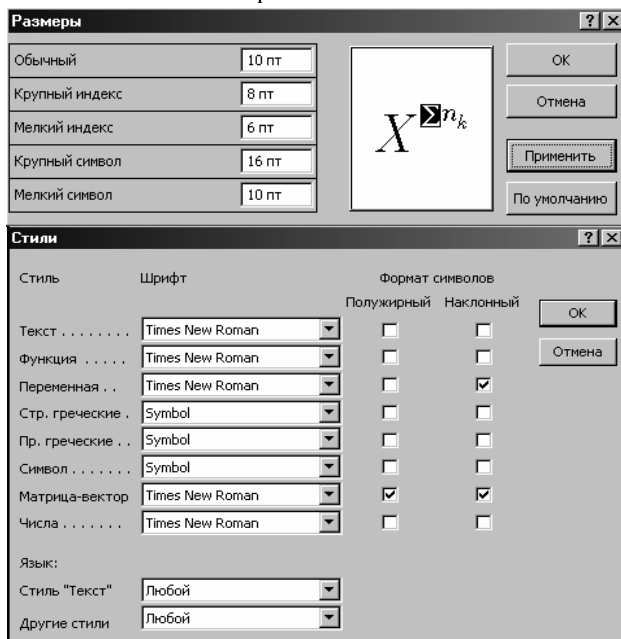 Размеры
Обычный 10 пт
Крупный индекс 8 пт
Мелкий индекс 6 пт
Крупный символ 16 пт
Мелкий символ 10 пт
X Σ n k
OK
Отмена
Применить
По умолчанию
Стили
Стиль Шрифт Формат символов
Полужирный Наклонный
Текст . . . . . . . . Times New Roman
Функция . . . . . Times New Roman
Переменная . . Times New Roman
Стр. греческие . Symbol
Пр. греческие . . Symbol
Символ . . . . . . . Symbol
Матрица-вектор Times New Roman
Числа . . . . . . . Times New Roman
OK
Отмена
Язык:
Стиль "Текст" Любой
Другие стили Любой